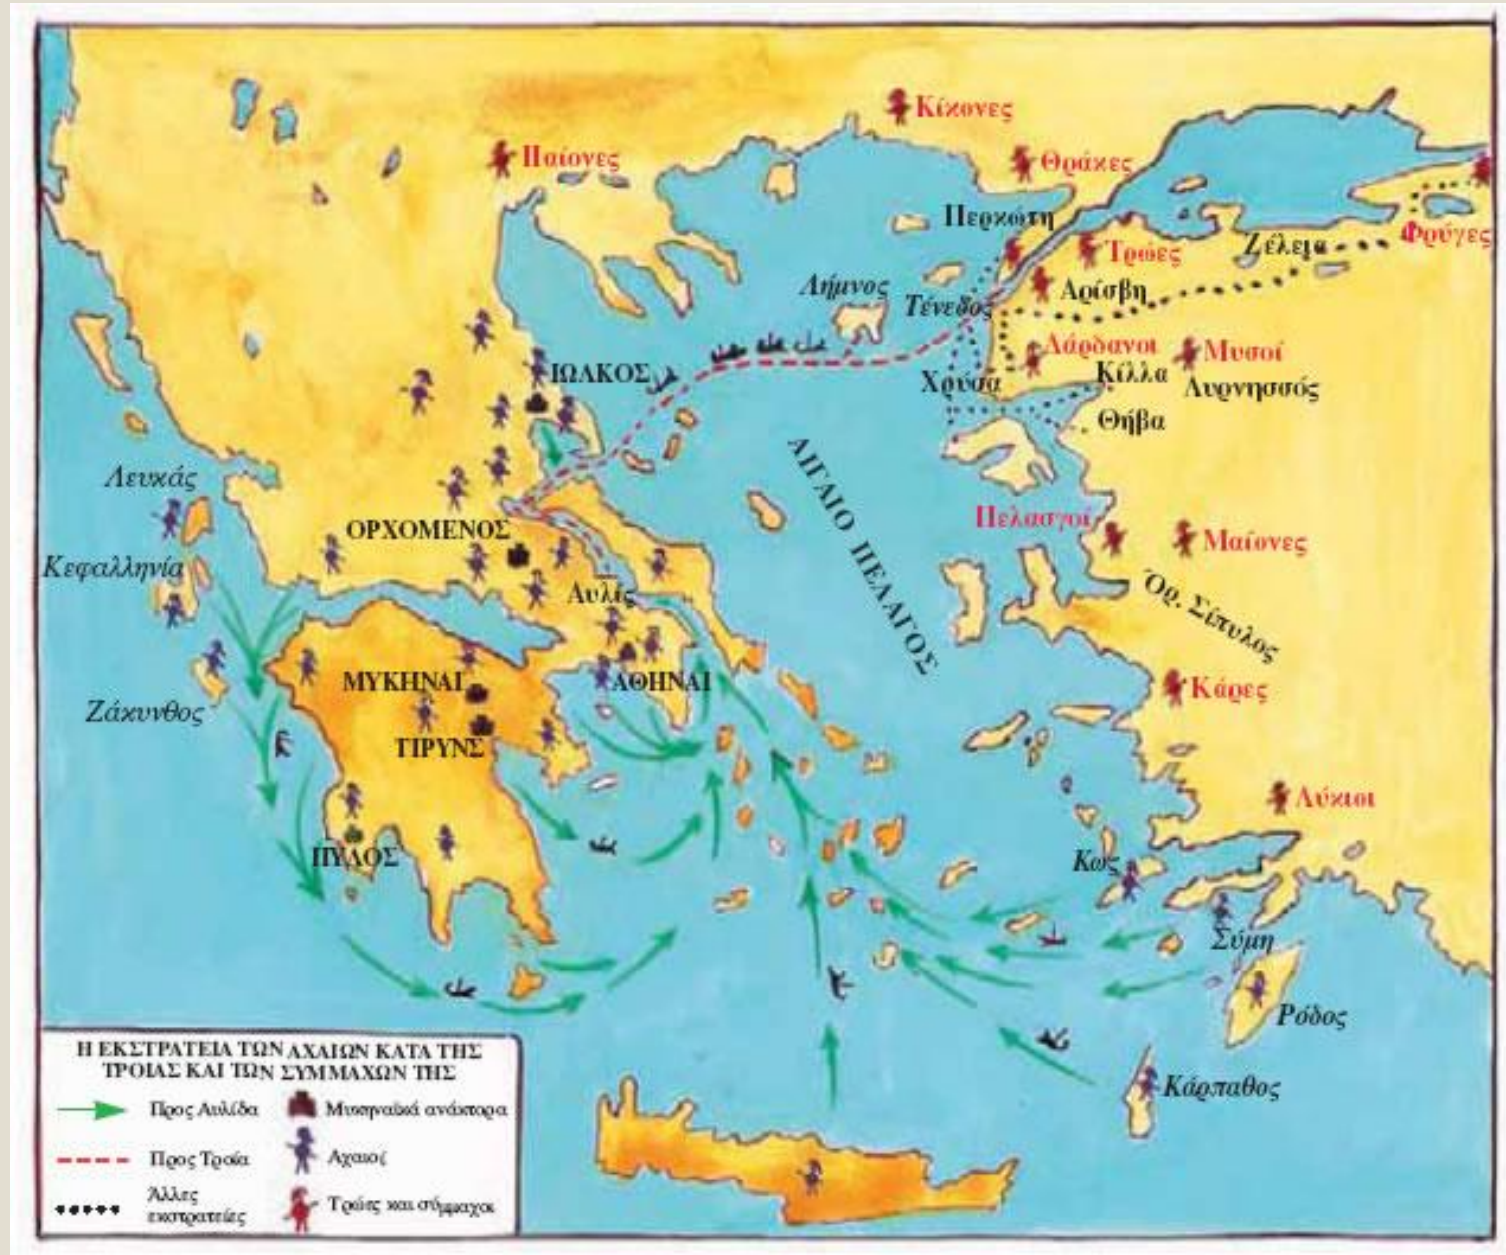 Κίκονες
Παίονες
Θράκες
Περκώτη
Φρύγες
Τρώες
Ζέλεια
Λήμνος
Τένεδος
Αρίσβη
Δάρδανοι
Μυσοί
ΙΩΛΚΟΣ
Χρύσα
Κίλλα
Λυρνησσός
Θήβα
ΑΙΓΑΙΟ ΠΕΛΑΓΟΣ
Λευκάς
ΟΡΧΟΜΕΝΟΣ
Πελασγοί
Μαίονες
Κεφαλληνία
Αυλίς
Όρ. Σίπυλος
ΜΥΚΗΝΑΙ
ΑΘΗΝΑΙ
Κάρες
Ζάκυνθος
ΤΙΡΥΝΣ
Λύκιοι
ΠΥΛΟΣ
Κως
Σύμη
Ρόδος
Κάρπαθος
Η ΕΚΣΤΡΑΤΕΙΑ ΤΩΝ ΑΧΑΙΩΝ ΚΑΤΑ ΤΗΣ
ΤΡΟΙΑΣ ΚΑΙ ΤΩΝ ΣΥΜΜΑΧΩΝ ΤΗΣ
Προς Αυλίδα
Μυκηναϊκά ανάκτορα
Προς Τροία
Αχαιοί
Άλλες
εκστρατείες
Τρώες και σύμμαχοι